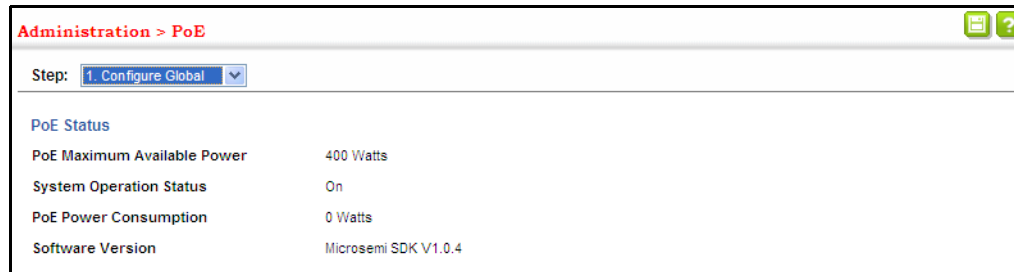 Administration > PoE
?
Step: 1. Configure Global
PoE Status
PoE Maximum Available Power 400 Watts
System Operation Status On
PoE Power Consumption 0 Watts
Software Version Microsemi SDK V1.0.4